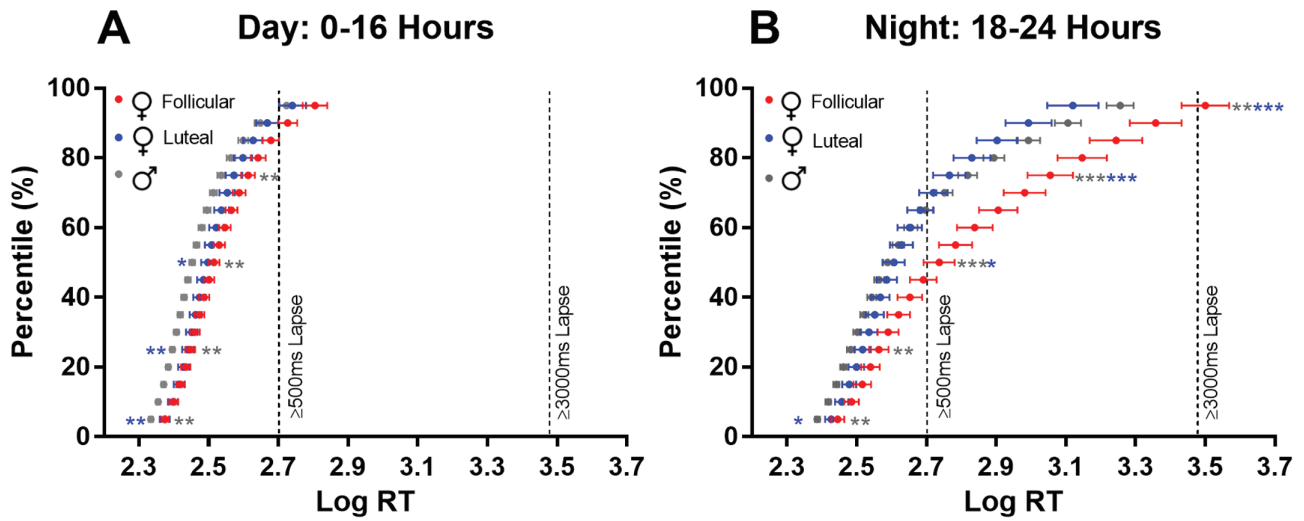 A Day: 0-16 Hours
Percentile (%)
100
80
60
40
20
0
♀ Follicular
♀ Luteal
♂
**
* **
** **
** **
≥500ms Lapse
≥3000ms Lapse
2.3 2.5 2.7 2.9 3.1 3.3 3.5 3.7
Log RT
B Night: 18-24 Hours
Percentile (%)
100
80
60
40
20
0
♀ Follicular
♀ Luteal
♂
*****
******
****
**
* **
≥500ms Lapse
≥3000ms Lapse
2.3 2.5 2.7 2.9 3.1 3.3 3.5 3.7
Log RT